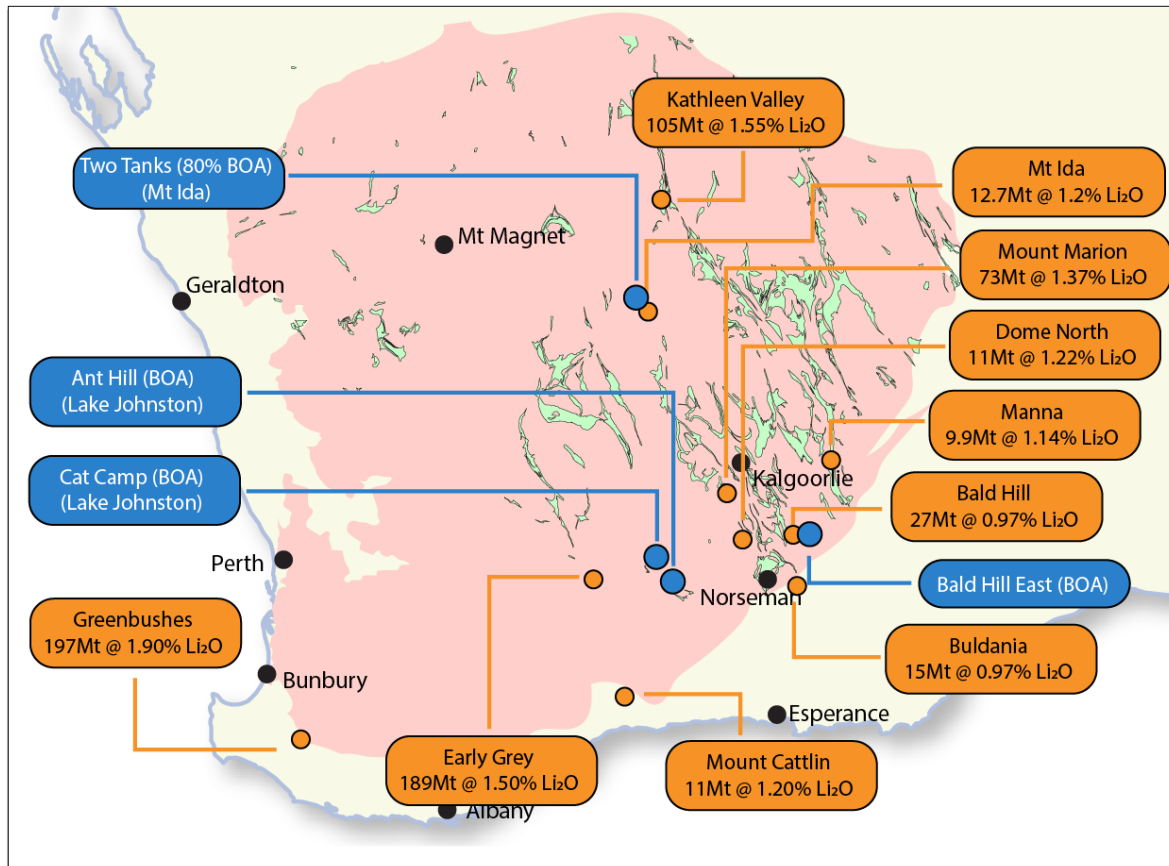 Kathleen Valley
105Mt @ 1.55% Li₂O
Two Tanks (80% BOA)
(Mt Ida)
Mt Ida
12.7Mt @ 1.2% Li₂O
Mt Magnet
Mount Marion
73Mt @ 1.37% Li₂O
Geraldton
Dome North
11Mt @ 1.22% Li₂O
Ant Hill (BOA)
(Lake Johnston)
Manna
9.9Mt @ 1.14% Li₂O
Kalgoorlie
Cat Camp (BOA)
(Lake Johnston)
Bald Hill
27Mt @ 0.97% Li₂O
Perth
Norseman
Bald Hill East (BOA)
Greenbushes
197Mt @ 1.90% Li₂O
Buldania
15Mt @ 0.97% Li₂O
Bunbury
Esperance
Early Grey
189Mt @ 1.50% Li₂O
Mount Cattlin
11Mt @ 1.20% Li₂O
Albany